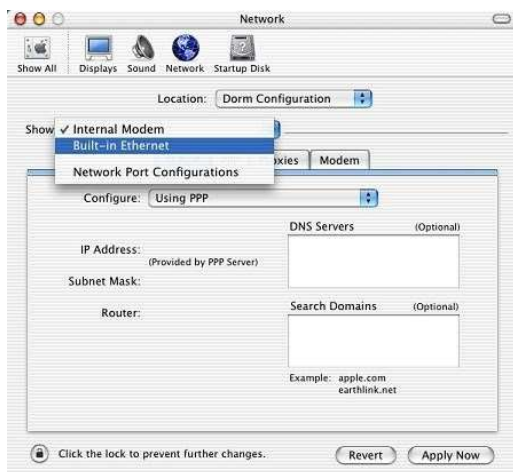 Network
Show All Displays Sound Network Startup Disk
Location: Dorm Configuration
Show ✓ Internal Modem
Built-in Ethernet
Network Port Configurations
xies Modem
Configure: Using PPP
DNS Servers (Optional)
IP Address:
(Provided by PPP Server)
Subnet Mask:
Router:
Search Domains (Optional)
Example: apple.com
earthlink.net
Click the lock to prevent further changes.
Revert Apply Now